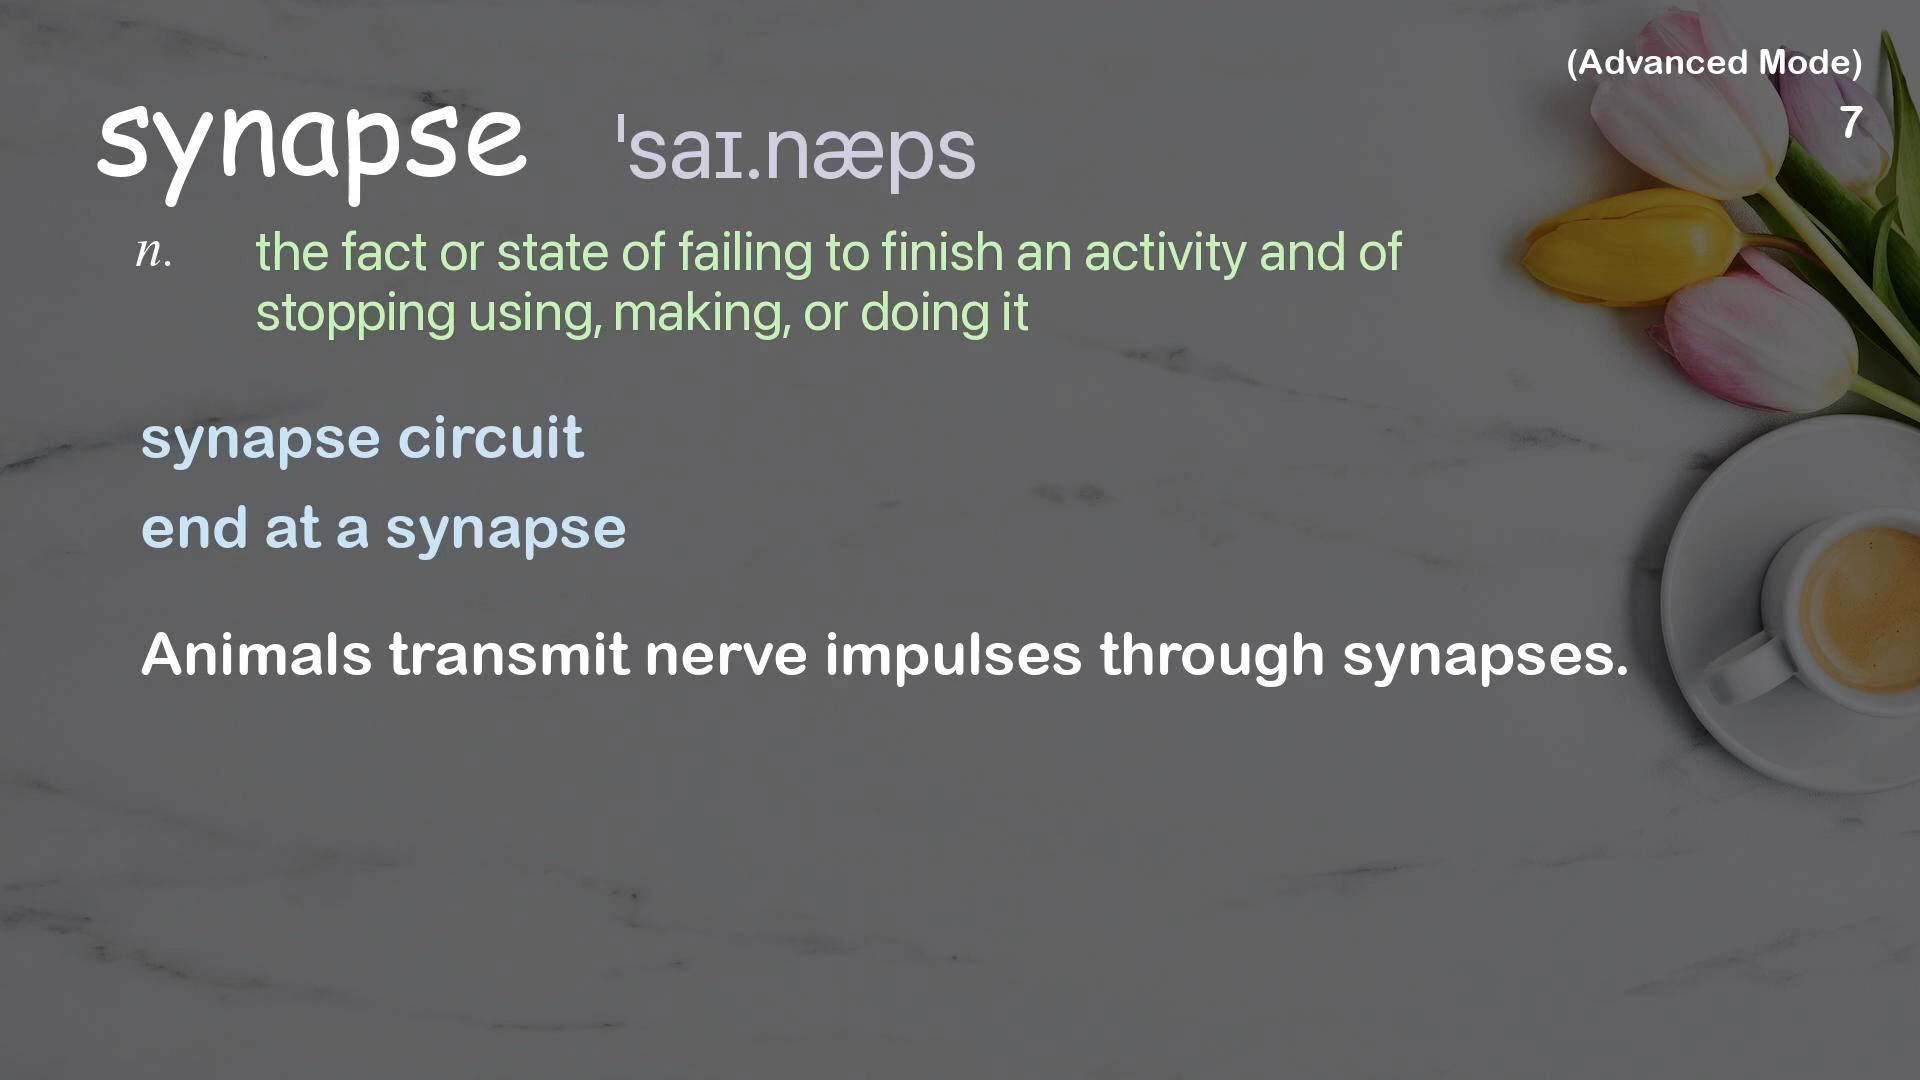 (Advanced Mode)
7
synapse ˈsaɪ.næps
n. the fact or state of failing to finish an activity and of
stopping using, making, or doing it
synapse circuit
end at a synapse
Animals transmit nerve impulses through synapses.